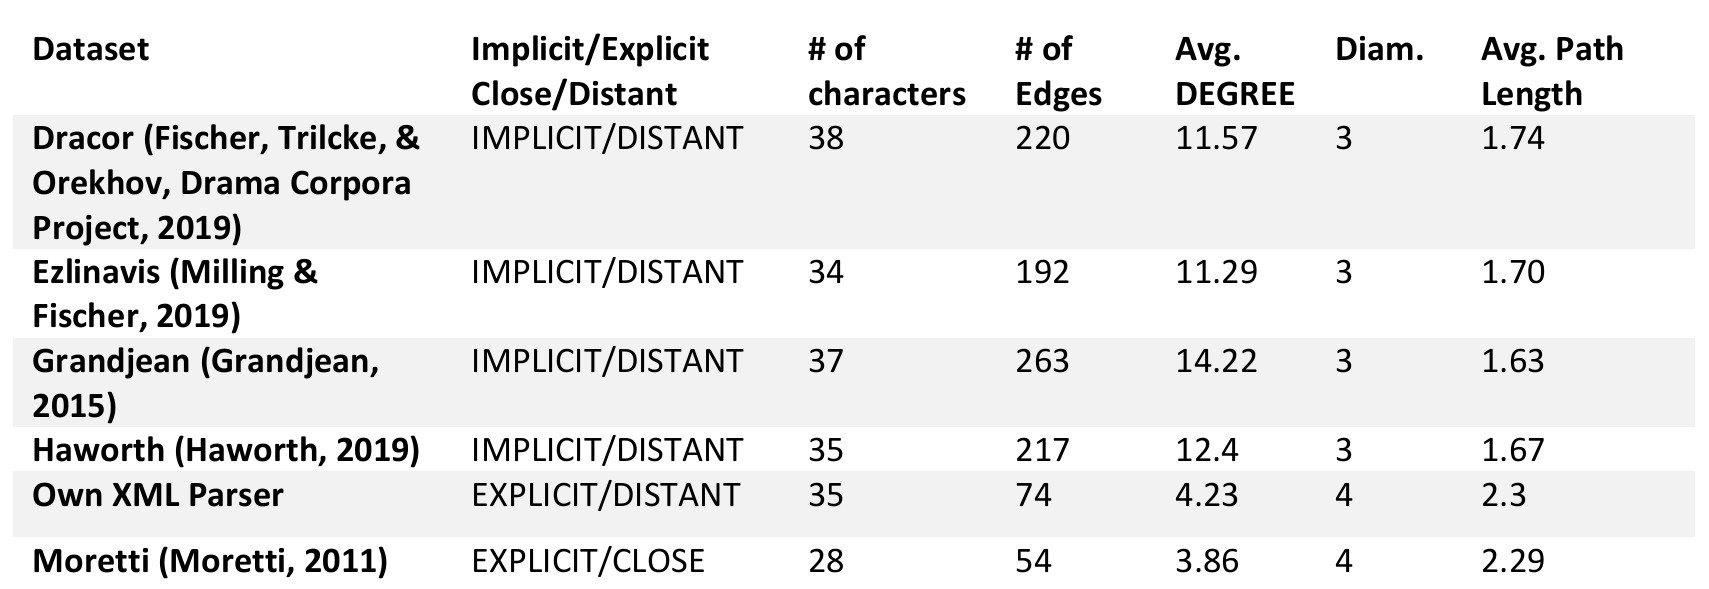 Dataset Implicit/Explicit # of # of Avg. Diam. Avg. Path
Close/Distant characters Edges DEGREE Length
Dracor (Fischer, Trilcke, & IMPLICIT/DISTANT 38 220 11.57 3 1.74
Orekhov, Drama Corpora
Project, 2019)
Ezlinavis (Milling & IMPLICIT/DISTANT 34 192 11.29 3 1.70
Fischer, 2019)
Grandjean (Grandjean, IMPLICIT/DISTANT 37 263 14.22 3 1.63
2015)
Haworth (Haworth, 2019) IMPLICIT/DISTANT 35 217 12.4 3 1.67
Own XML Parser EXPLICIT/DISTANT 35 74 4.23 4 2.3
Moretti (Moretti, 2011) EXPLICIT/CLOSE 28 54 3.86 4 2.29